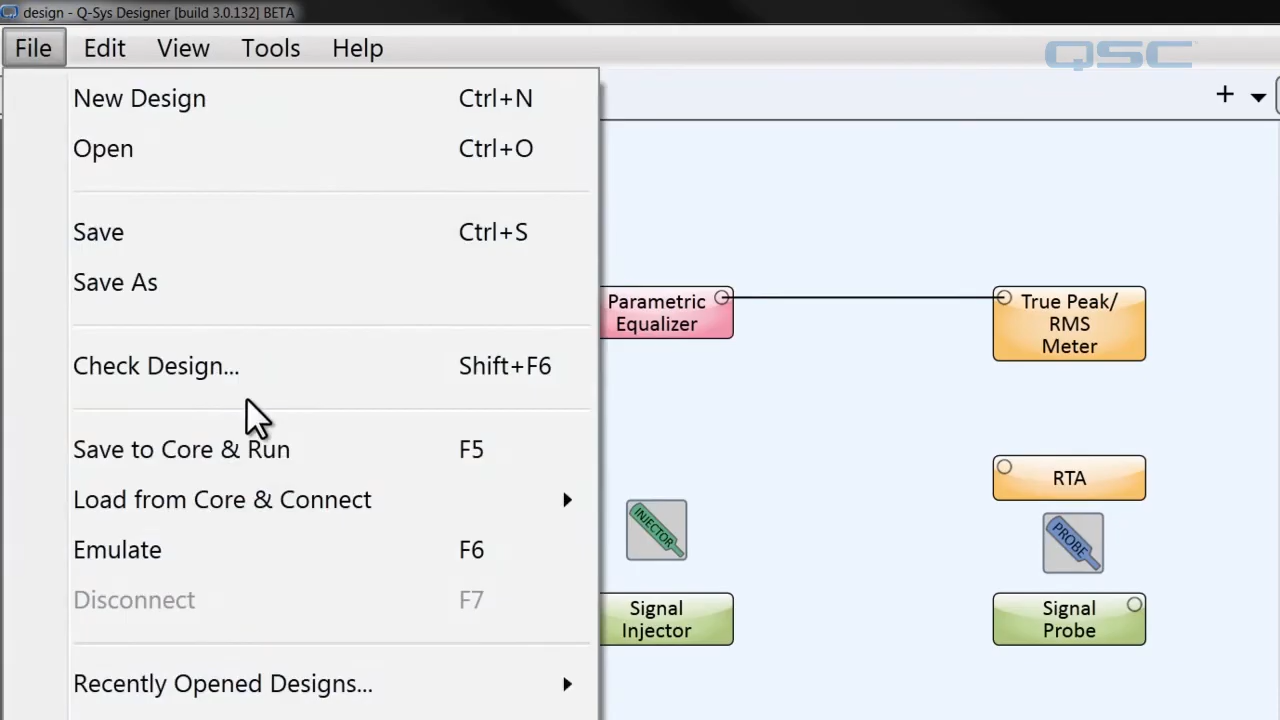 design - Q-Sys Designer [build 3.0.132] BETA
File Edit View Tools Help
QSC
New Design Ctrl+N
Open Ctrl+O
Save Ctrl+S
Save As
Check Design... Shift+F6
Save to Core & Run F5
Load from Core & Connect
Emulate F6
Disconnect F7
Recently Opened Designs...
Parametric
Equalizer
True Peak/
RMS
Meter
RTA
INJECTOR
PROBE
Signal
Injector
Signal
Probe